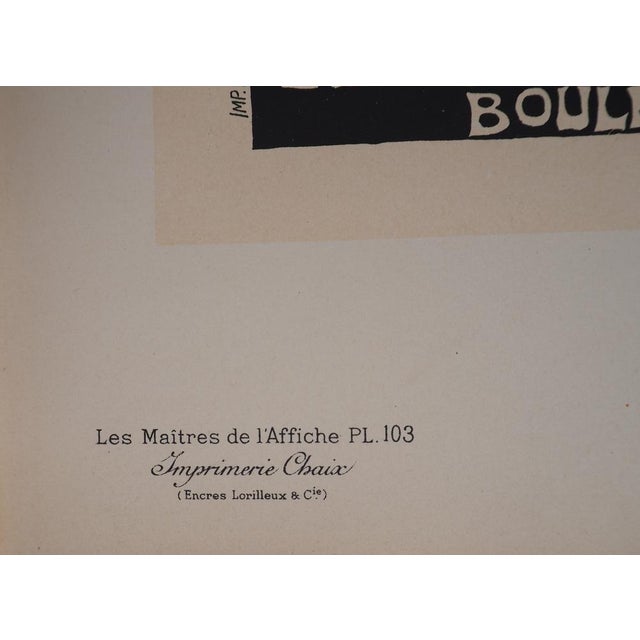 IMP.
BOUL
Les Maîtres de l'Affiche PL. 103
Imprimerie Chaix
(Encres Lorilleux & Cie)